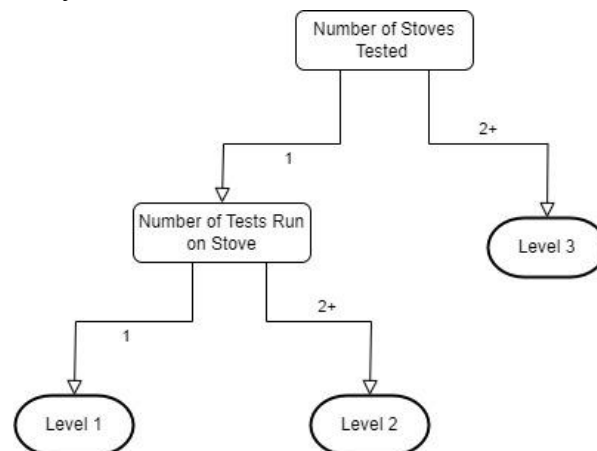 Number of Stoves
Tested
1
2+
Number of Tests Run
on Stove
Level 3
1
2+
Level 1
Level 2